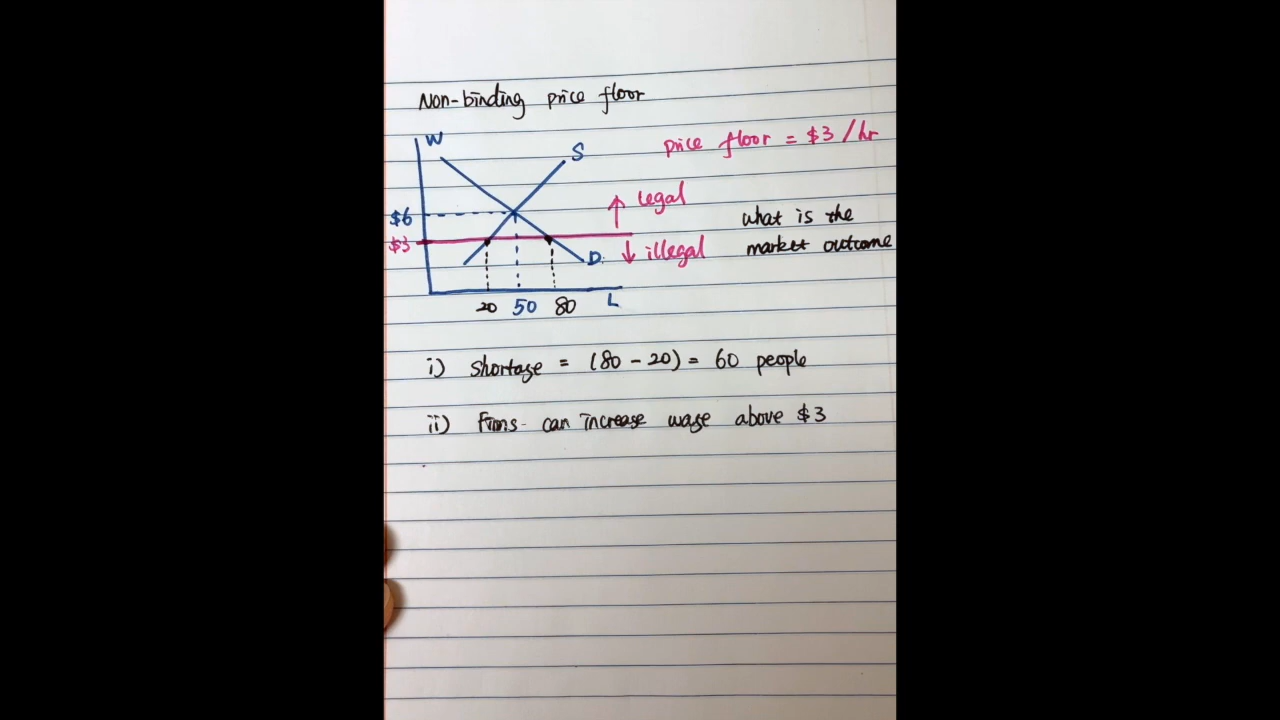 Non-binding price floor
W
S
price floor = $3/hr
↑ legal
$6
what is the
$3
↓ illegal
market outcome
D
20 50 80 L
i) shortage = (80 - 20) = 60 people
ii) Firms can increase wage above $3